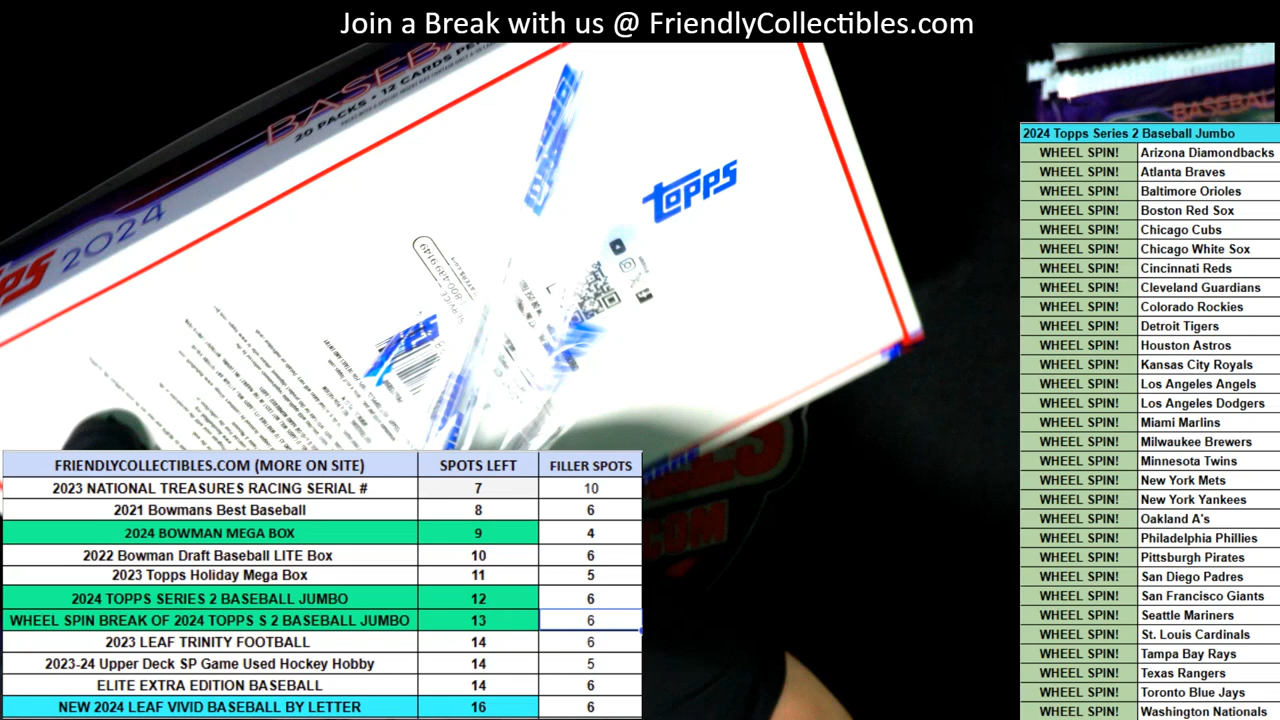 Join a Break with us @ FriendlyCollectibles.com
BASEBALL
20 PACKS • 12 CARDS PER
topps
2024
BASEBAL
FRIENDLYCOLLECTIBLES.COM (MORE ON SITE) SPOTS LEFT FILLER SPOTS
2023 NATIONAL TREASURES RACING SERIAL # 7 10
2021 Bowmans Best Baseball 8 6
2024 BOWMAN MEGA BOX 9 4
2022 Bowman Draft Baseball LITE Box 10 6
2023 Topps Holiday Mega Box 11 5
2024 TOPPS SERIES 2 BASEBALL JUMBO 12 6
WHEEL SPIN BREAK OF 2024 TOPPS S 2 BASEBALL JUMBO 13 6
2023 LEAF TRINITY FOOTBALL 14 6
2023-24 Upper Deck SP Game Used Hockey Hobby 14 5
ELITE EXTRA EDITION BASEBALL 14 6
NEW 2024 LEAF VIVID BASEBALL BY LETTER 16 6
2024 Topps Series 2 Baseball Jumbo
WHEEL SPIN! Arizona Diamondbacks
WHEEL SPIN! Atlanta Braves
WHEEL SPIN! Baltimore Orioles
WHEEL SPIN! Boston Red Sox
WHEEL SPIN! Chicago Cubs
WHEEL SPIN! Chicago White Sox
WHEEL SPIN! Cincinnati Reds
WHEEL SPIN! Cleveland Guardians
WHEEL SPIN! Colorado Rockies
WHEEL SPIN! Detroit Tigers
WHEEL SPIN! Houston Astros
WHEEL SPIN! Kansas City Royals
WHEEL SPIN! Los Angeles Angels
WHEEL SPIN! Los Angeles Dodgers
WHEEL SPIN! Miami Marlins
WHEEL SPIN! Milwaukee Brewers
WHEEL SPIN! Minnesota Twins
WHEEL SPIN! New York Mets
WHEEL SPIN! New York Yankees
WHEEL SPIN! Oakland A's
WHEEL SPIN! Philadelphia Phillies
WHEEL SPIN! Pittsburgh Pirates
WHEEL SPIN! San Diego Padres
WHEEL SPIN! San Francisco Giants
WHEEL SPIN! Seattle Mariners
WHEEL SPIN! St. Louis Cardinals
WHEEL SPIN! Tampa Bay Rays
WHEEL SPIN! Texas Rangers
WHEEL SPIN! Toronto Blue Jays
WHEEL SPIN! Washington Nationals